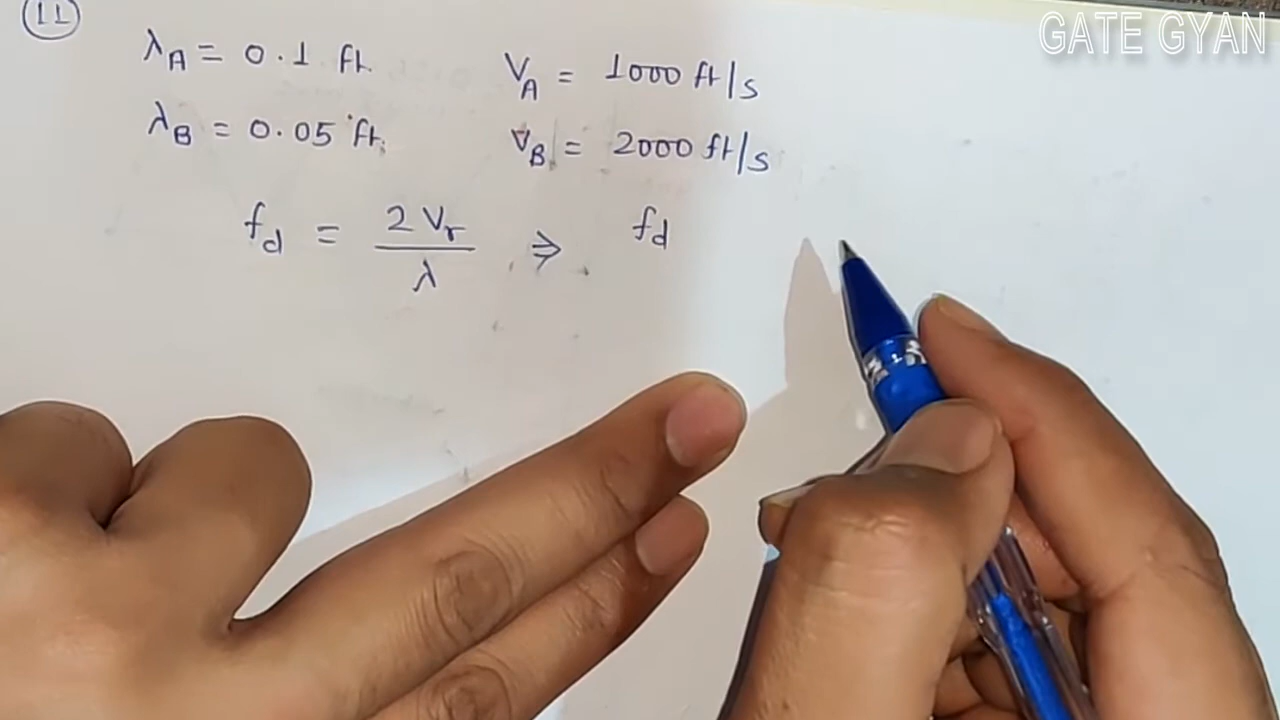 GATE GYAN
11
λA = 0.1 ft. VA = 1000 ft/s
λB = 0.05 ft. VB = 2000 ft/s
fd = 2Vr / λ ⇒ fd